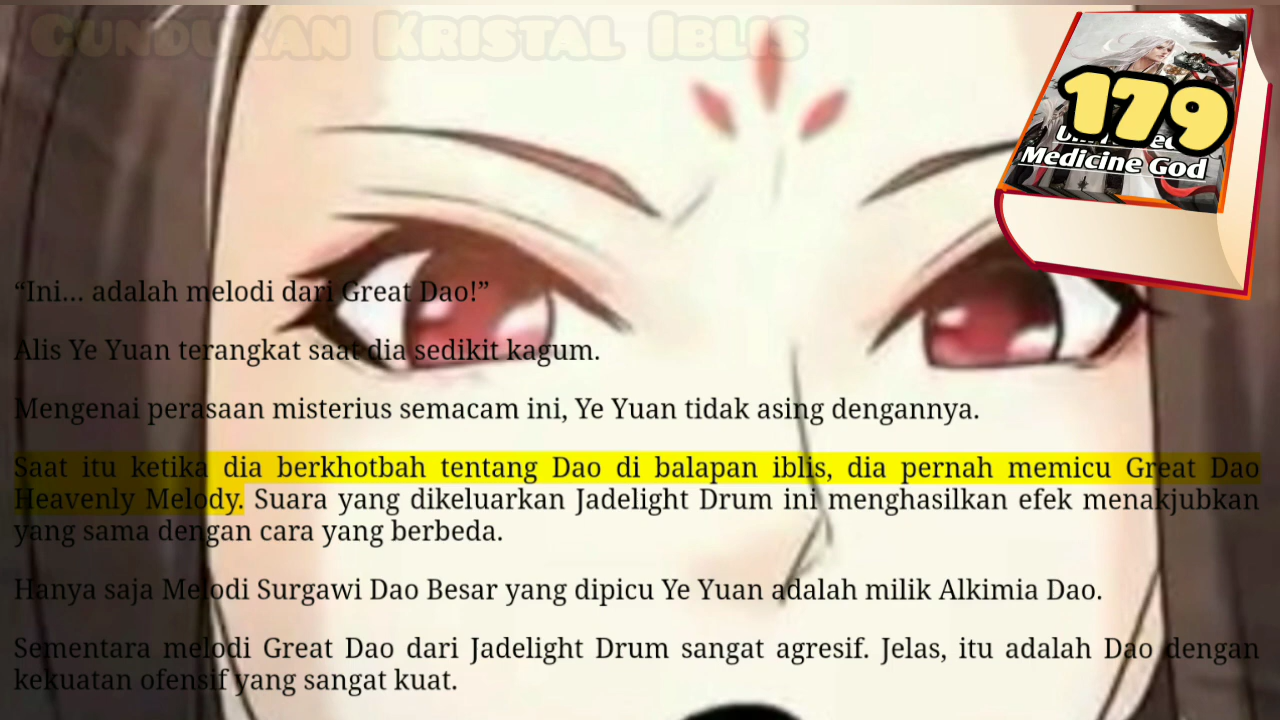 Gundukan Kristal Iblis
179
Medicine God
“Ini… adalah melodi dari Great Dao!”
Alis Ye Yuan terangkat saat dia sedikit kagum.
Mengenai perasaan misterius semacam ini, Ye Yuan tidak asing dengannya.
Saat itu ketika dia berkhotbah tentang Dao di balapan iblis, dia pernah memicu Great Dao
Heavenly Melody. Suara yang dikeluarkan Jadelight Drum ini menghasilkan efek menakjubkan
yang sama dengan cara yang berbeda.
Hanya saja Melodi Surgawi Dao Besar yang dipicu Ye Yuan adalah milik Alkimia Dao.
Sementara melodi Great Dao dari Jadelight Drum sangat agresif. Jelas, itu adalah Dao dengan
kekuatan ofensif yang sangat kuat.